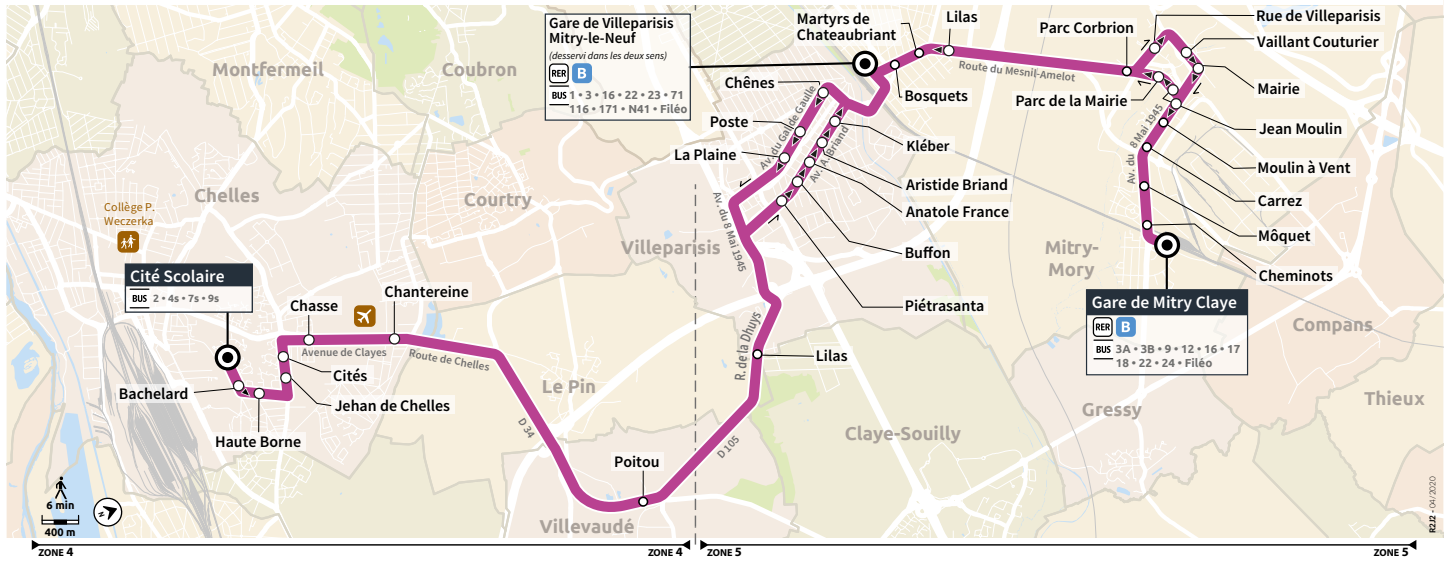 Gare de Villeparisis
Mitry-le-Neuf
(desservi dans les deux sens)
RER B
BUS 1 • 3 • 16 • 22 • 23 • 71
116 • 171 • N41 • Filéo
Martyrs de
Chateaubriant
Lilas
Parc Corbrion
Rue de Villeparisis
Vaillant Couturier
Mairie
Montfermeil
Coubron
Chênes
Bosquets
Route du Mesnil-Amelot
Parc de la Mairie
Jean Moulin
Poste
Av. du Gal de Gaulle
Av. A. Briand
Kléber
Av. du 8 Mai 1945
La Plaine
Moulin à Vent
Chelles
Courtry
Aristide Briand
Carrez
Collège P.
Weczerka
Anatole France
Av. du 8 Mai 1945
Villeparisis
Môquet
Buffon
Mitry-
Mory
Cheminots
Cité Scolaire
BUS 2 • 4s • 7s • 9s
Chasse
Chantereine
Piétrasanta
Gare de Mitry Claye
RER B
BUS 3A • 3B • 9 • 12 • 16 • 17
18 • 22 • 24 • Filéo
Compans
Avenue de Clayes
Route de Chelles
R. de la Dhuys
Lilas
Cités
Bachelard
Jehan de Chelles
Le Pin
Thieux
Gressy
Haute Borne
D 34
D 105
Claye-Souilly
Poitou
Villevaudé
6 min
400 m
N
R2J2 - 04/2020
ZONE 4
ZONE 4
ZONE 5
ZONE 5